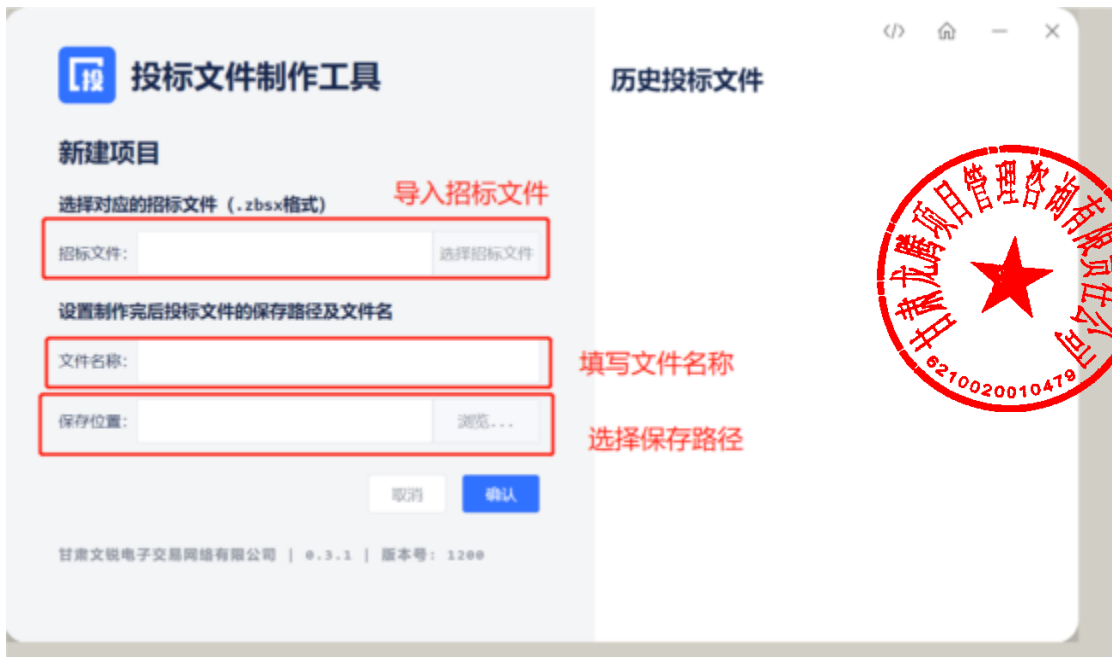 投标文件制作工具
新建项目
选择对应的招标文件（.zbsx格式）
导入招标文件
招标文件：
选择招标文件
设置制作完后投标文件的保存路径及文件名
文件名称：
填写文件名称
保存位置：
浏览...
选择保存路径
取消
确认
甘肃文锐电子交易网络有限公司 | 0.3.1 | 版本号: 1200
</>
历史投标文件
甘肃龙腾项目管理咨询有限责任公司
6210020010479
投